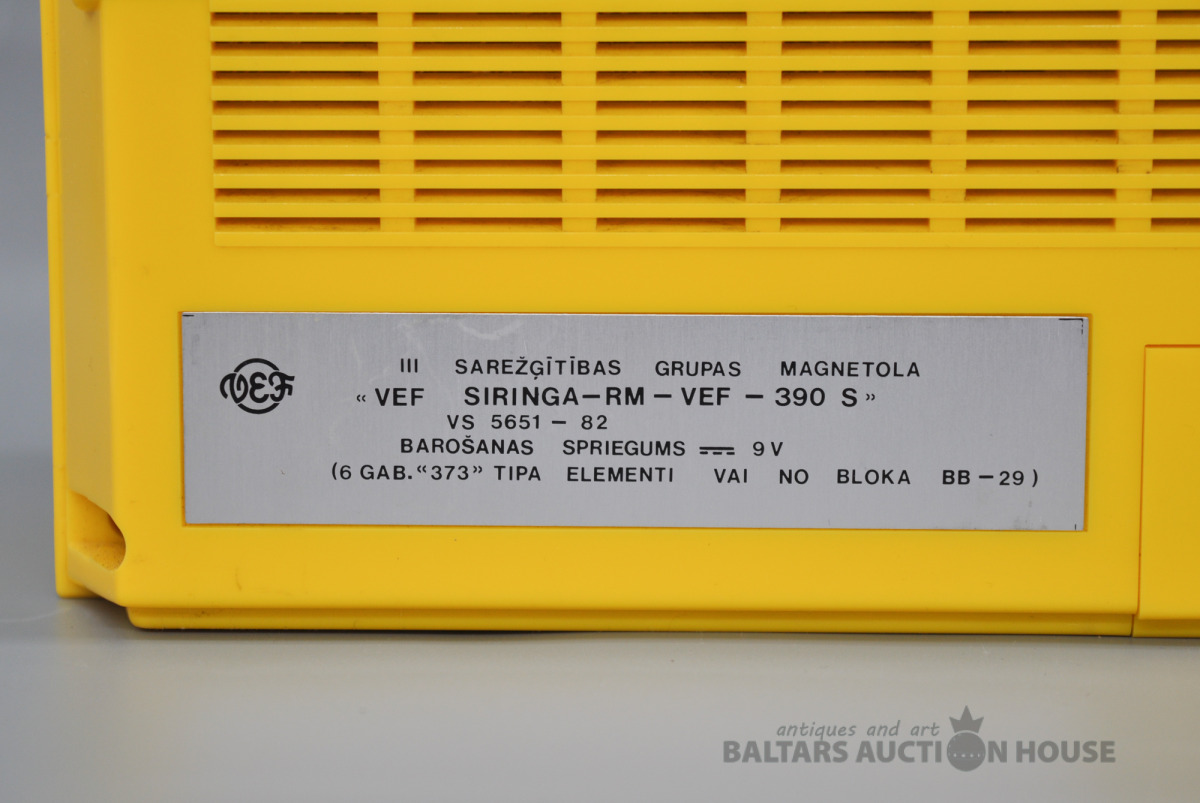 VEF
III SAREŽĢĪTĪBAS GRUPAS MAGNETOLA
“VEF SIRINGA–RM – VEF – 390 S”
VS 5651 – 82
BAROŠANAS SPRIEGUMS ⎓ 9 V
(6 GAB. “373” TIPA ELEMENTI VAI NO BLOKA BB – 29)
antiques and art
BALTARS AUCTION HOUSE